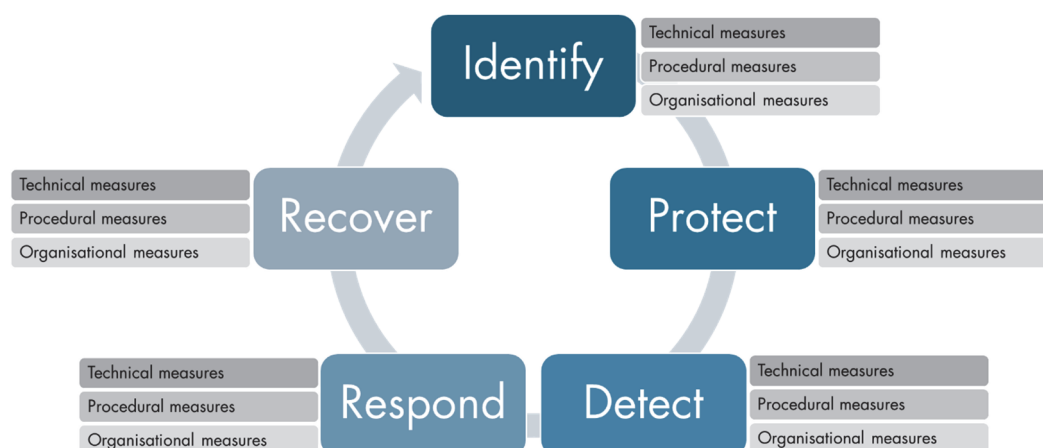 Identify
Technical measures
Procedural measures
Organisational measures
Recover
Technical measures
Procedural measures
Organisational measures
Protect
Technical measures
Procedural measures
Organisational measures
Respond
Technical measures
Procedural measures
Organisational measures
Detect
Technical measures
Procedural measures
Organisational measures